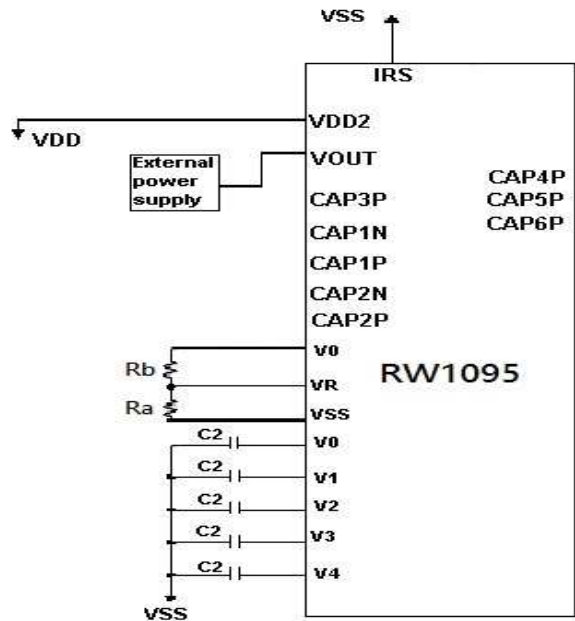 VSS
IRS
VDD2
VDD
VOUT
External
power
supply
CAP4P
CAP3P
CAP5P
CAP6P
CAP1N
CAP1P
CAP2N
CAP2P
V0
Rb
VR
RW1095
Ra
VSS
C2
V0
C2
V1
C2
V2
C2
V3
C2
V4
VSS